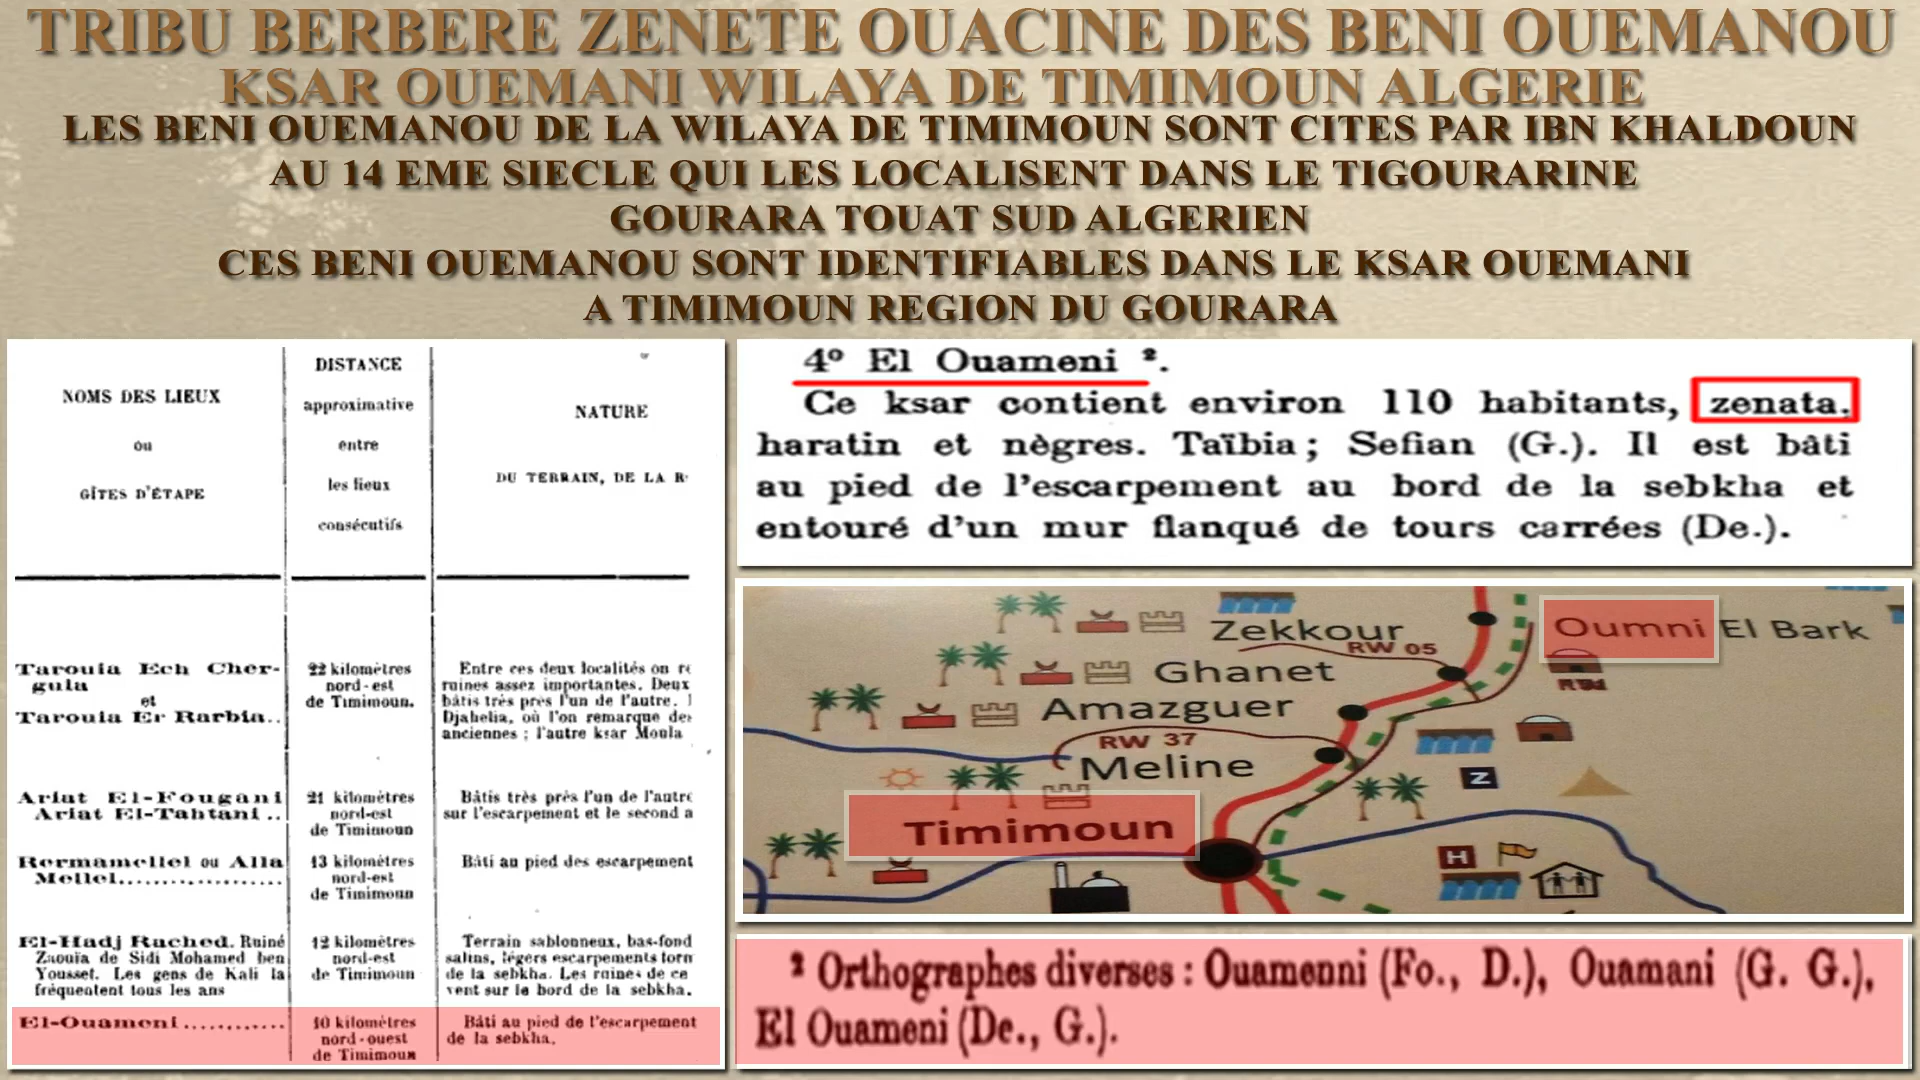 TRIBU BERBERE ZENETE OUACINE DES BENI OUEMANOU
KSAR OUEMANI WILAYA DE TIMIMOUN ALGERIE
LES BENI OUEMANOU DE LA WILAYA DE TIMIMOUN SONT CITES PAR IBN KHALDOUN
AU 14 EME SIECLE QUI LES LOCALISENT DANS LE TIGOURARINE
GOURARA TOUAT SUD ALGERIEN
CES BENI OUEMANOU SONT IDENTIFIABLES DANS LE KSAR OUEMANI
A TIMIMOUN REGION DU GOURARA
NOMS DES LIEUX
ou
GÎTES D'ÉTAPE
DISTANCE
approximative
entre
les lieux
consécutifs
NATURE
DU TERRAIN, DE LA R
Tarouia Ech Cher-
guia
et
Tarouia Er Rarbia..
22 kilomètres
nord-est
de Timimoun.
Entre ces deux localités on re
ruines assez importantes. Deux
bâtis très près l'un de l'autre.
Djahelia, où l'on remarque des
anciennes ; l'autre ksar Moula
Ariat El-Fougani
Ariat El-Tahtani ..
21 kilomètres
nord-est
de Timimoun
Bâtis très près l'un de l'autre
sur l'escarpement et le second a
Rermamellel ou Alla
Mellel....................
13 kilomètres
nord-est
de Timimoun
Bâti au pied des escarpement
El-Hadj Rached. Ruiné
Zaouïa de Sidi Mohamed ben
Youssef. Les gens de Kali la
fréquentent tous les ans
12 kilomètres
nord-est
de Timimoun
Terrain sablonneux, bas-fond
salins, légers escarpements form
de la sebkha. Les ruines de ce
vent sur le bord de la sebkha.
El-Ouameni............
10 kilomètres
nord-ouest
de Timimoun
Bâti au pied de l'escarpement
de la sebkha.
4º El Ouameni ².
Ce ksar contient environ 110 habitants, zenata,
haratin et nègres. Taïbia ; Sefian (G.). Il est bâti
au pied de l'escarpement au bord de la sebkha et
entouré d'un mur flanqué de tours carrées (De.).
Zekkour
RW 05
Oumni El Bark
Ghanet
Amazguer
RW 37
Meline
Z
Timimoun
H
² Orthographes diverses : Ouamenni (Fo., D.), Ouamani (G. G.),
El Ouameni (De., G.).